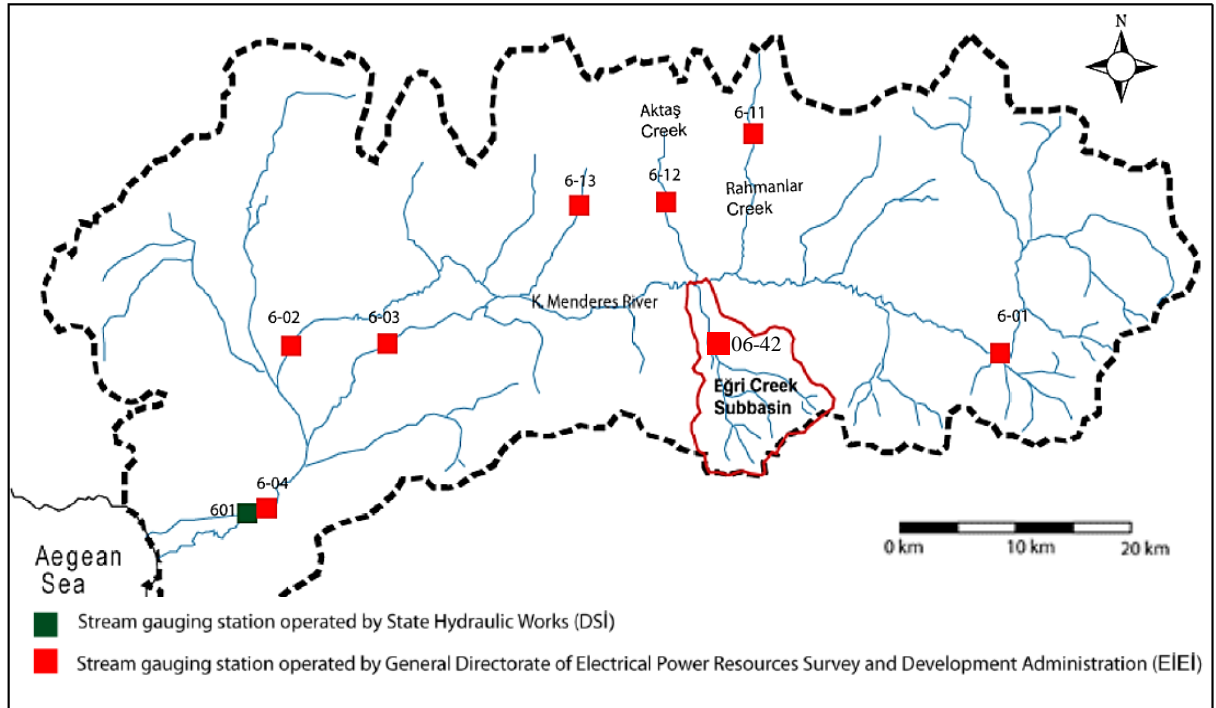 N
6-11
Aktaş
Creek
6-13
6-12
Rahmanlar
Creek
K. Menderes River
6-02
6-03
6-01
06-42
Eğri Creek
Subbasin
6-04
601
0 km
10 km
20 km
Aegean
Sea
Stream gauging station operated by State Hydraulic Works (DSİ)
Stream gauging station operated by General Directorate of Electrical Power Resources Survey and Development Administration (EİEİ)